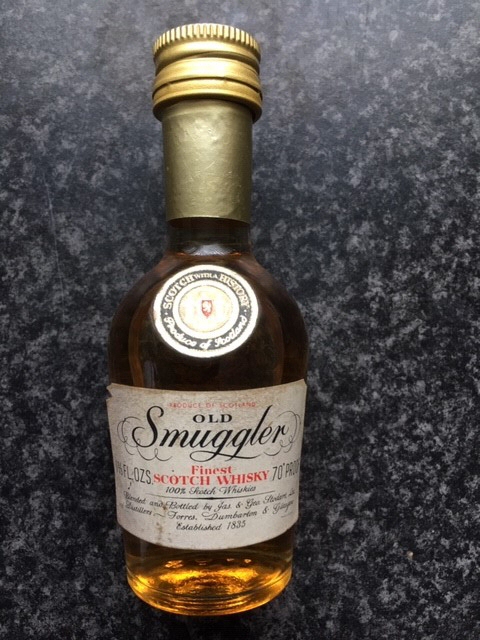 SCOTCH WITH A HISTORY
Produce of Scotland
PRODUCE OF SCOTLAND
OLD
Smuggler
Finest
FL.OZS. SCOTCH WHISKY 70° PROOF
100% Scotch Whiskies
Blended and Bottled by Jas & Geo Stodart Ltd
Distillers - Forres, Dumbarton & Glasgow
Established 1835